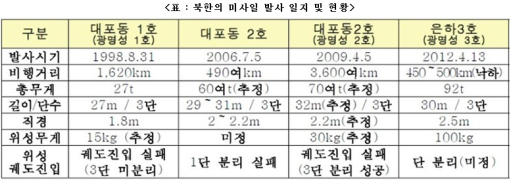 <표 : 북한의 미사일 발사 일지 및 현황>
구분 대포동 1호 (광명성 1호) 대포동 2호 대포동2호 (광명성 2호) 은하3호 (광명성 3호)
발사시기 1998.8.31 2006.7.5 2009.4.5 2012.4.13
비행거리 1,620km 490여km 3,600여km 450~500km(낙하)
총무게 27t 60여t(추정) 70여t(추정) 92t
길이/단수 27m / 3단 29~31m / 3단 32m(추정) / 3단 30m / 3단
직경 1.8m 2~2.2m 2.2m(추정) 2.5m
위성무게 15kg (추정) 미정 30kg(추정) 100kg
위성 궤도진입 궤도진입 실패 (3단 미분리) 1단 분리 실패 궤도진입 실패 (3단 분리 성공) 단 분리(미정)